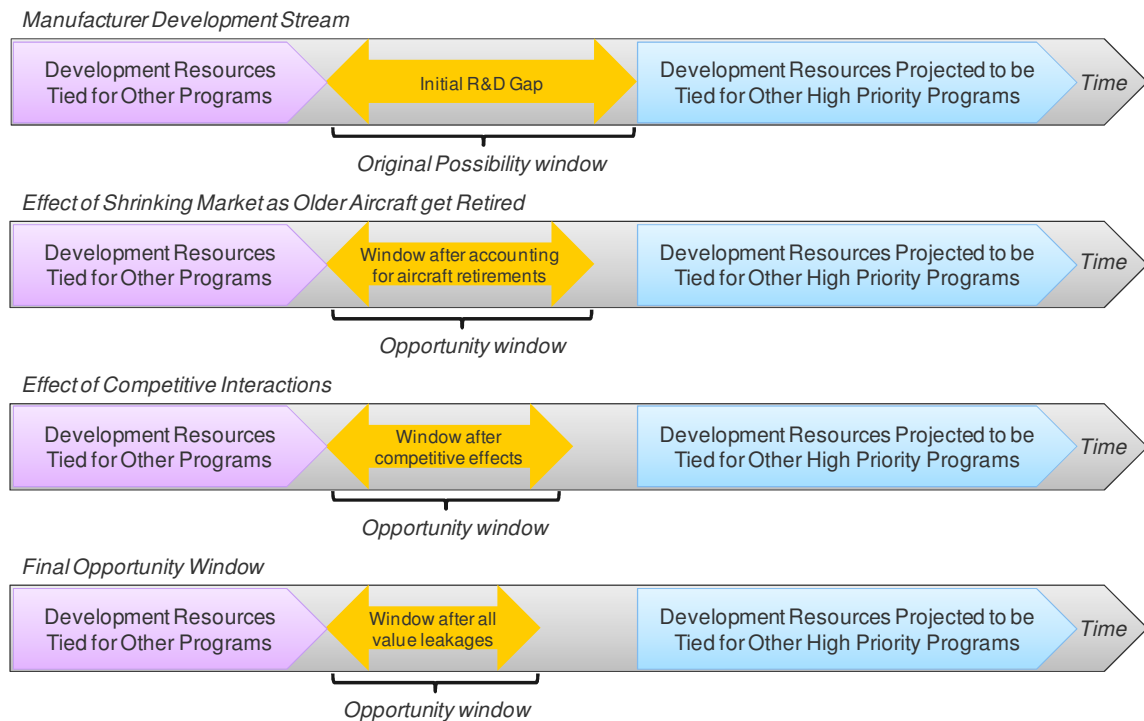 Manufacturer Development Stream
Development Resources
Tied for Other Programs
Initial R&D Gap
Development Resources Projected to be
Tied for Other High Priority Programs
Time
Original Possibility window
Effect of Shrinking Market as Older Aircraft get Retired
Development Resources
Tied for Other Programs
Window after accounting
for aircraft retirements
Development Resources Projected to be
Tied for Other High Priority Programs
Time
Opportunity window
Effect of Competitive Interactions
Development Resources
Tied for Other Programs
Window after
competitive effects
Development Resources Projected to be
Tied for Other High Priority Programs
Time
Opportunity window
Final Opportunity Window
Development Resources
Tied for Other Programs
Window after all
value leakages
Development Resources Projected to be
Tied for Other High Priority Programs
Time
Opportunity window